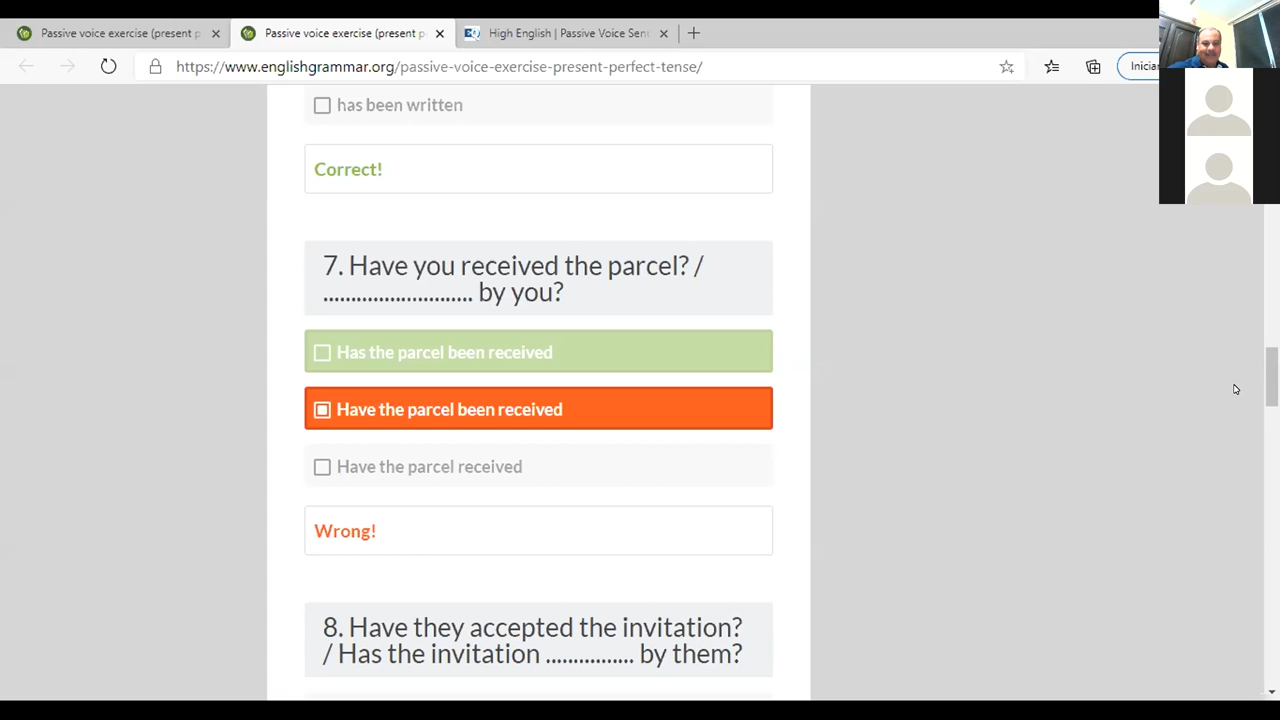 Passive voice exercise (present p
Passive voice exercise (present p
High English | Passive Voice Sen
https://www.englishgrammar.org/passive-voice-exercise-present-perfect-tense/
Iniciar
has been written
Correct!
7. Have you received the parcel? /
........................... by you?
Has the parcel been received
Have the parcel been received
Have the parcel received
Wrong!
8. Have they accepted the invitation?
/ Has the invitation ................ by them?